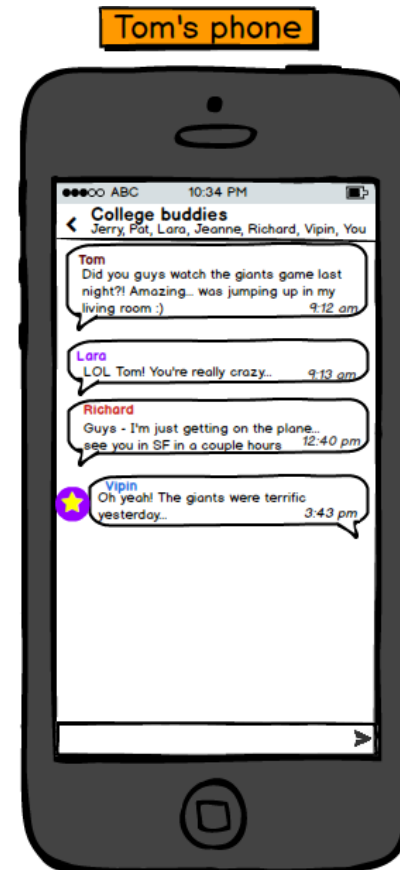 Tom's phone
ABC 10:34 PM
College buddies
Jerry, Pat, Lara, Jeanne, Richard, Vipin, You
Tom
Did you guys watch the giants game last
night?! Amazing... was jumping up in my
living room :) 9:12 am
Lara
LOL Tom! You're really crazy... 9:13 am
Richard
Guys - I'm just getting on the plane...
see you in SF in a couple hours 12:40 pm
Vipin
Oh yeah! The giants were terrific
yesterday... 3:43 pm